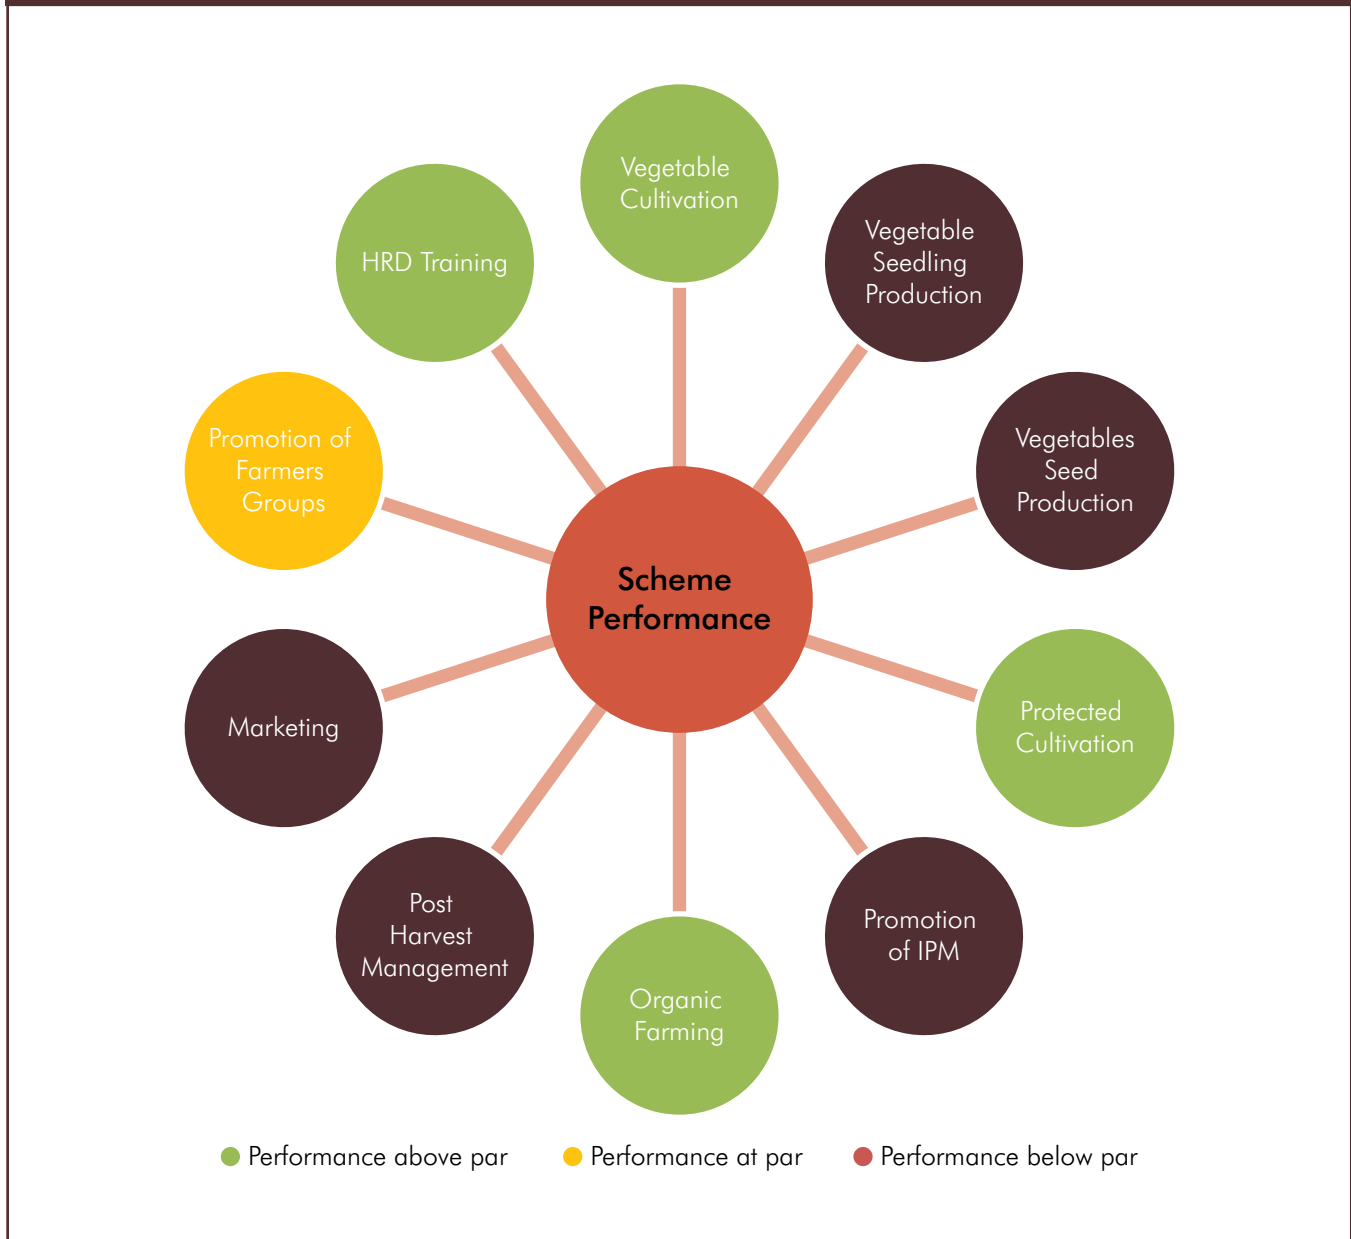 Vegetable
Cultivation
HRD Training
Vegetable
Seedling
Production
Promotion of
Farmers
Groups
Vegetables
Seed
Production
Scheme
Performance
Marketing
Protected
Cultivation
Post
Harvest
Management
Promotion
of IPM
Organic
Farming
Performance above par
Performance at par
Performance below par